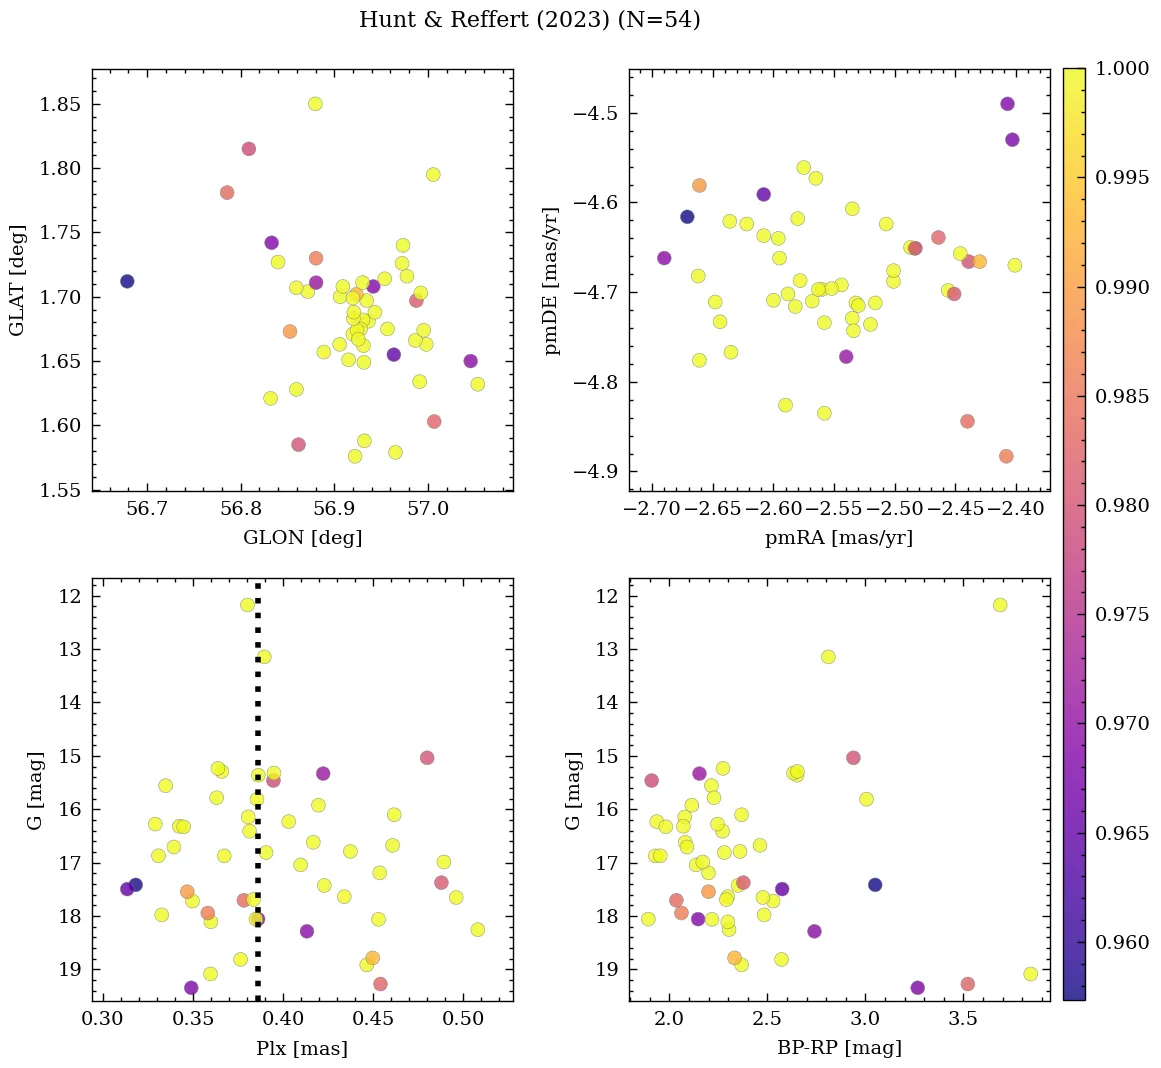 Hunt & Reffert (2023) (N=54)
1.85
1.80
1.75
1.70
1.65
1.60
1.55
GLAT [deg]
56.7 56.8 56.9 57.0
GLON [deg]
−4.5
−4.6
−4.7
−4.8
−4.9
pmDE [mas/yr]
−2.70 −2.65 −2.60 −2.55 −2.50 −2.45 −2.40
pmRA [mas/yr]
1.000
0.995
0.990
0.985
0.980
0.975
0.970
0.965
0.960
12
13
14
15
16
17
18
19
G [mag]
0.30 0.35 0.40 0.45 0.50
Plx [mas]
12
13
14
15
16
17
18
19
G [mag]
2.0 2.5 3.0 3.5
BP-RP [mag]